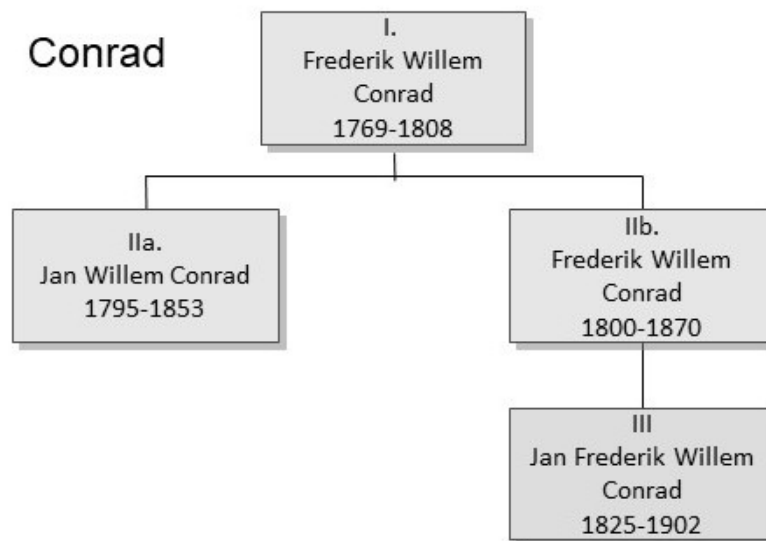 Conrad
I.
Frederik Willem
Conrad
1769-1808
IIa.
Jan Willem Conrad
1795-1853
IIb.
Frederik Willem
Conrad
1800-1870
III
Jan Frederik Willem
Conrad
1825-1902